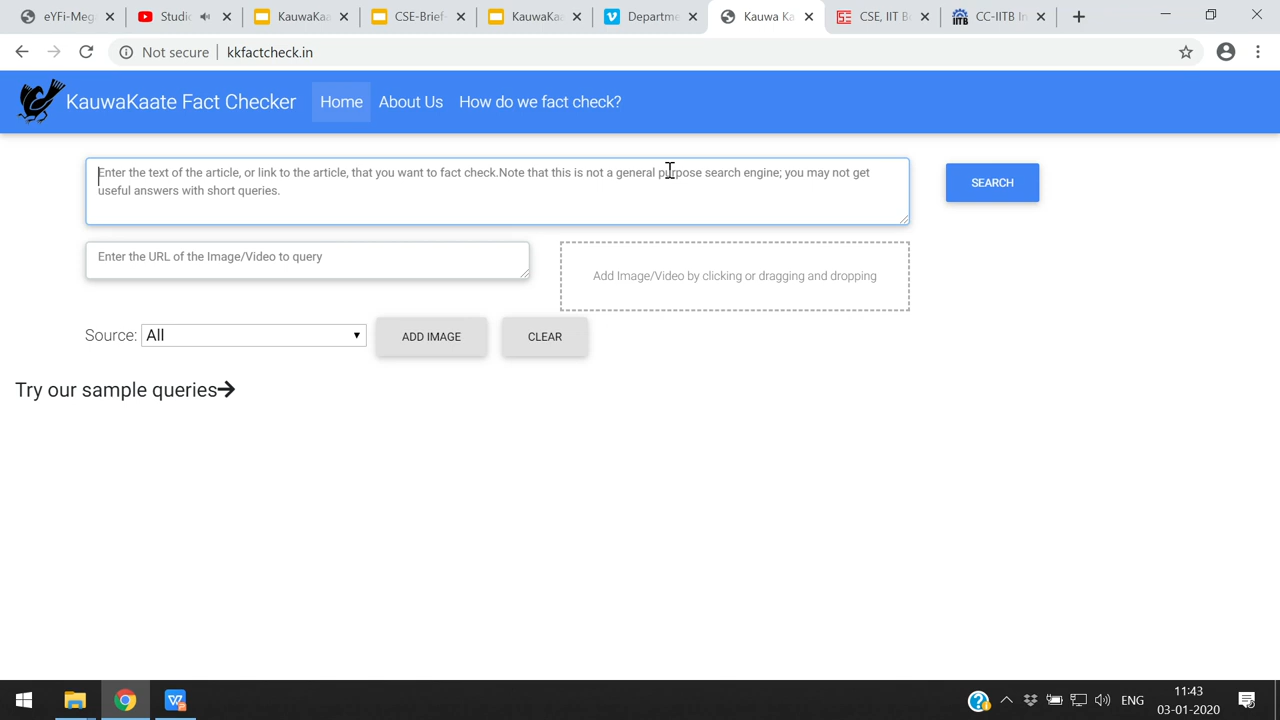 eYFi-Meg
Studio
KauwaKaa
CSE-Brief-
KauwaKaa
Departme
Kauwa Ka
CSE, IIT B
CC-IITB In
Not secure
kkfactcheck.in
KauwaKaate Fact Checker
Home
About Us
How do we fact check?
Enter the text of the article, or link to the article, that you want to fact check.Note that this is not a general purpose search engine; you may not get
useful answers with short queries.
SEARCH
Enter the URL of the Image/Video to query
Add Image/Video by clicking or dragging and dropping
Source: All
ADD IMAGE
CLEAR
Try our sample queries
ENG
11:43
03-01-2020